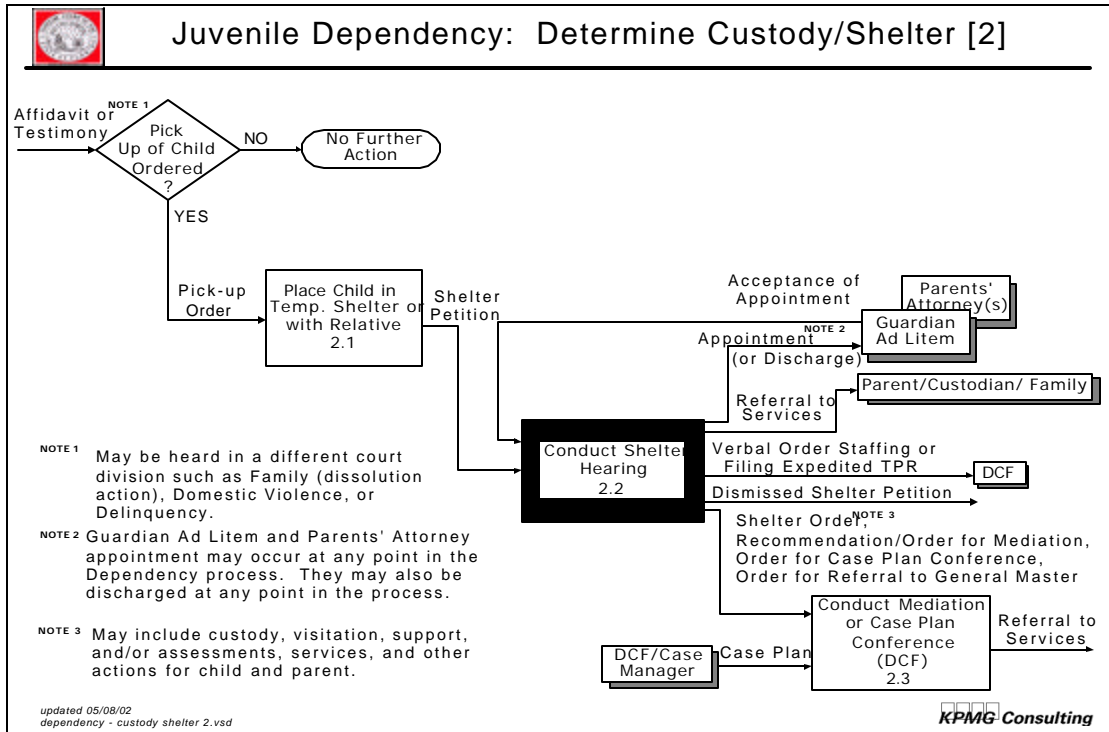 Juvenile Dependency:  Determine Custody/Shelter [2]
Affidavit or
Testimony
NOTE 1
Pick
Up of Child
Ordered
?
NO
No Further
Action
YES
Pick-up
Order
Place Child in
Temp. Shelter or
with Relative
2.1
Shelter
Petition
Acceptance of
Appointment
Parents'
Attorney(s)
Guardian
Ad Litem
NOTE 2
Appointment
(or Discharge)
Parent/Custodian/ Family
Referral to
Services
Conduct Shelter
Hearing
2.2
Verbal Order Staffing or
Filing Expedited TPR
DCF
Dismissed Shelter Petition
NOTE 3
Shelter Order,
Recommendation/Order for Mediation,
Order for Case Plan Conference,
Order for Referral to General Master
Conduct Mediation
or Case Plan
Conference
(DCF)
2.3
Referral to
Services
DCF/Case
Manager
Case Plan
NOTE 1 May be heard in a different court
division such as Family (dissolution
action), Domestic Violence, or
Delinquency.
NOTE 2 Guardian Ad Litem and Parents' Attorney
appointment may occur at any point in the
Dependency process.  They may also be
discharged at any point in the process.
NOTE 3 May include custody, visitation, support,
and/or assessments, services, and other
actions for child and parent.
updated 05/08/02
dependency - custody shelter 2.vsd
KPMG Consulting